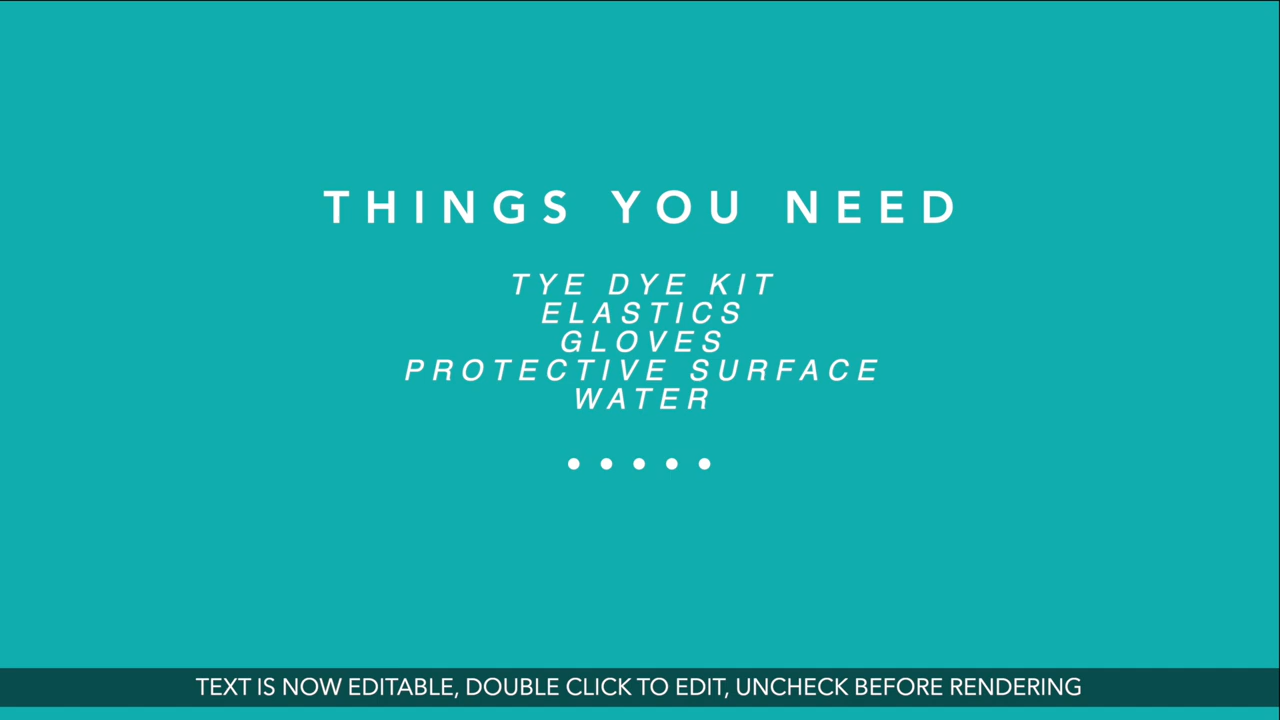 THINGS YOU NEED
TYE DYE KIT
ELASTICS
GLOVES
PROTECTIVE SURFACE
WATER
TEXT IS NOW EDITABLE, DOUBLE CLICK TO EDIT, UNCHECK BEFORE RENDERING